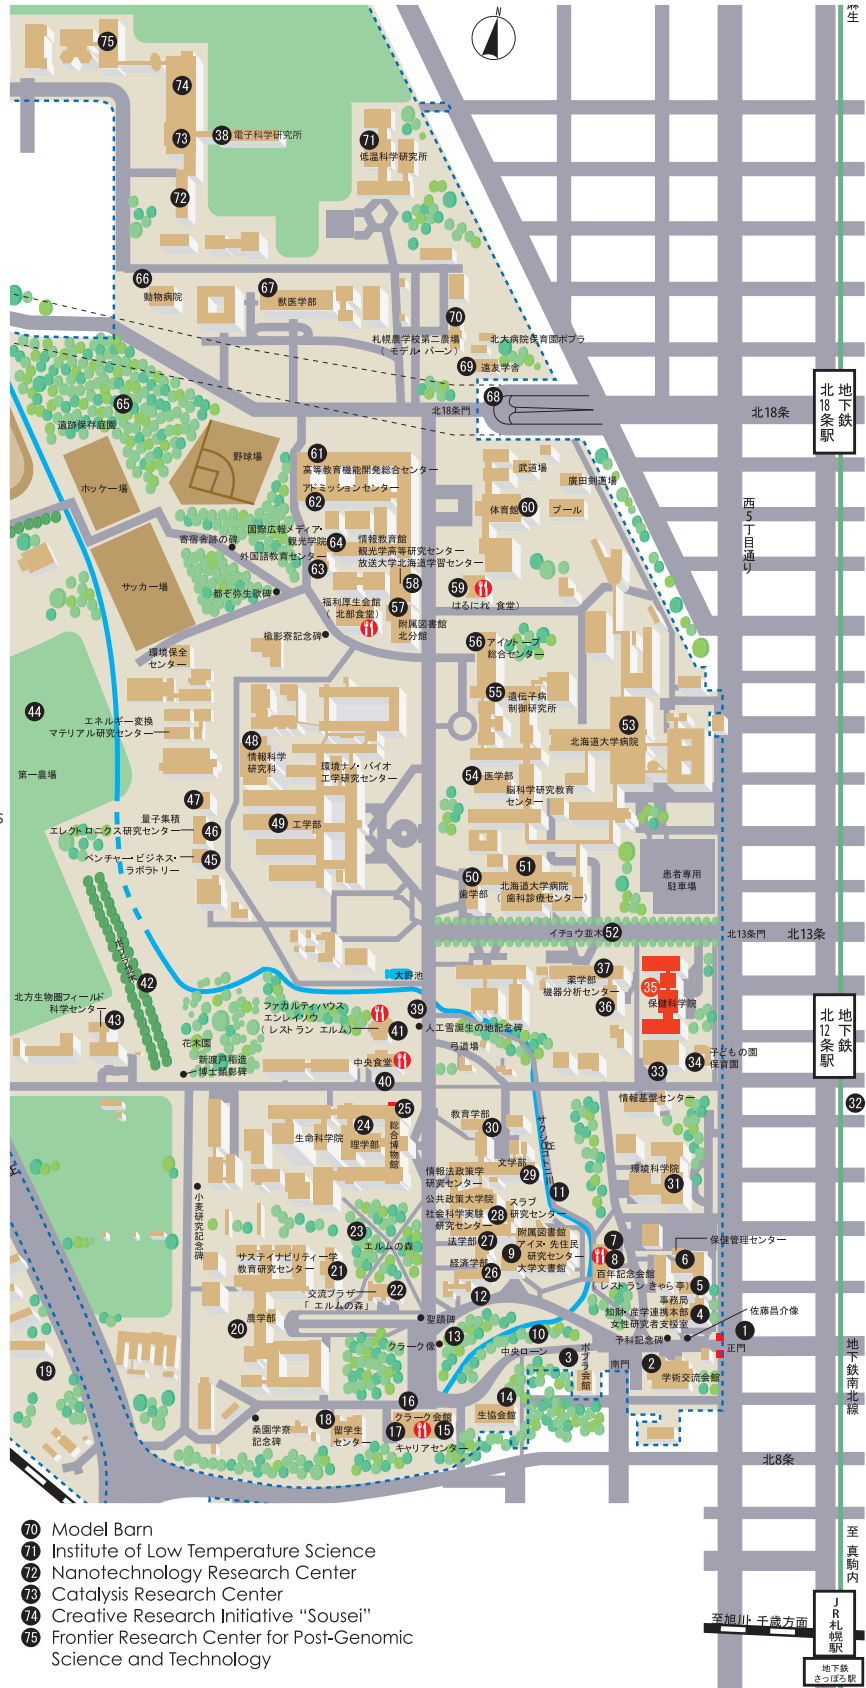 N
麻生
75
74
73
38 電子科学研究所
71
低温科学研究所
72
66
動物病院
67
獣医学部
70
札幌農学校第二農場
( モデル バーン )
北大病院保育園ポプラ
69 遠友学舎
68
65
遺跡保存庭園
北18条門
北18条
地下鉄
北18条駅
西5丁目通り
野球場
ホッケー場
サッカー場
61
高等教育機能開発総合センター
アドミッションセンター
62
国際広報メディア・
観光学院
64
外国語教育センター
63
情報教育館
観光学高等研究センター
放送大学北海道学習センター
58
57
附属図書館
北分館
福利厚生会館
( 北部食堂 )
寄宿舎跡の碑
都ぞ弥生歌碑
楡影寮記念碑
武道場
廣田剣道場
体育館 60
プール
59
はるにれ( 食堂 )
56 アイソトープ
総合センター
55 遺伝子病
制御研究所
53
北海道大学病院
54 医学部
脳科学研究教育
センター
環境保全
センター
44
第一農場
エネルギー変換
マテリアル研究センター
48
情報科学
研究科
環境ナノ・バイオ
工学研究センター
47
量子集積
エレクトロニクス研究センター 46
49 工学部
ベンチャー・ビジネス・
ラボラトリー
45
50
歯学部
51
北海道大学病院
( 歯科診療センター )
患者専用
駐車場
イチョウ並木 52
北13条門
北13条
ポプラ並木
42
大野池
北方生物圏フィールド
科学センター
43
花木園
新渡戸稲造
博士顕彰碑
ファカルティハウス
エンレイソウ
( レストラン エルム )
41
39
人工雪誕生の地記念碑
中央食堂
40
37
薬学部
機器分析センター
36
35
保健科学院
地下鉄
北12条駅
弓道場
33
34 子どもの園
保育園
情報基盤センター
32
25
総合博物館
24
理学部
生命科学院
小麦研究記念碑
教育学部
30
文学部
29
サクシュコトニ川
11
環境科学院
31
情報法政策学
研究センター
公共政策大学院
社会科学実験
研究センター
28
スラブ
研究センター
法学部 27
9
附属図書館
アイヌ・先住民
研究センター
大学文書館
経済学部
26
12
7
8
百年記念会館
( レストラン きゃら亭 )
6
保健管理センター
5
事務局
知財・産学連携本部
女性研究者支援室
4
佐藤昌介像
予科記念碑
1
正門
23
エルムの森
サステイナビリティー学
教育研究センター
21
22
交流プラザ
「 エルムの森 」
20
農学部
聖蹟碑
クラーク像
13
10
中央ローン
3
ポプラ会館
南門
2
学術交流会館
19
桑園学寮
記念碑
18
留学生
センター
16
クラーク会館
17
15
キャリアセンター
14
生協会館
北8条
地下鉄南北線
至 真駒内
70 Model Barn
71 Institute of Low Temperature Science
72 Nanotechnology Research Center
73 Catalysis Research Center
74 Creative Research Initiative “Sousei”
75 Frontier Research Center for Post-Genomic
Science and Technology
至旭川・千歳方面
JR札幌駅
地下鉄
さっぽろ駅